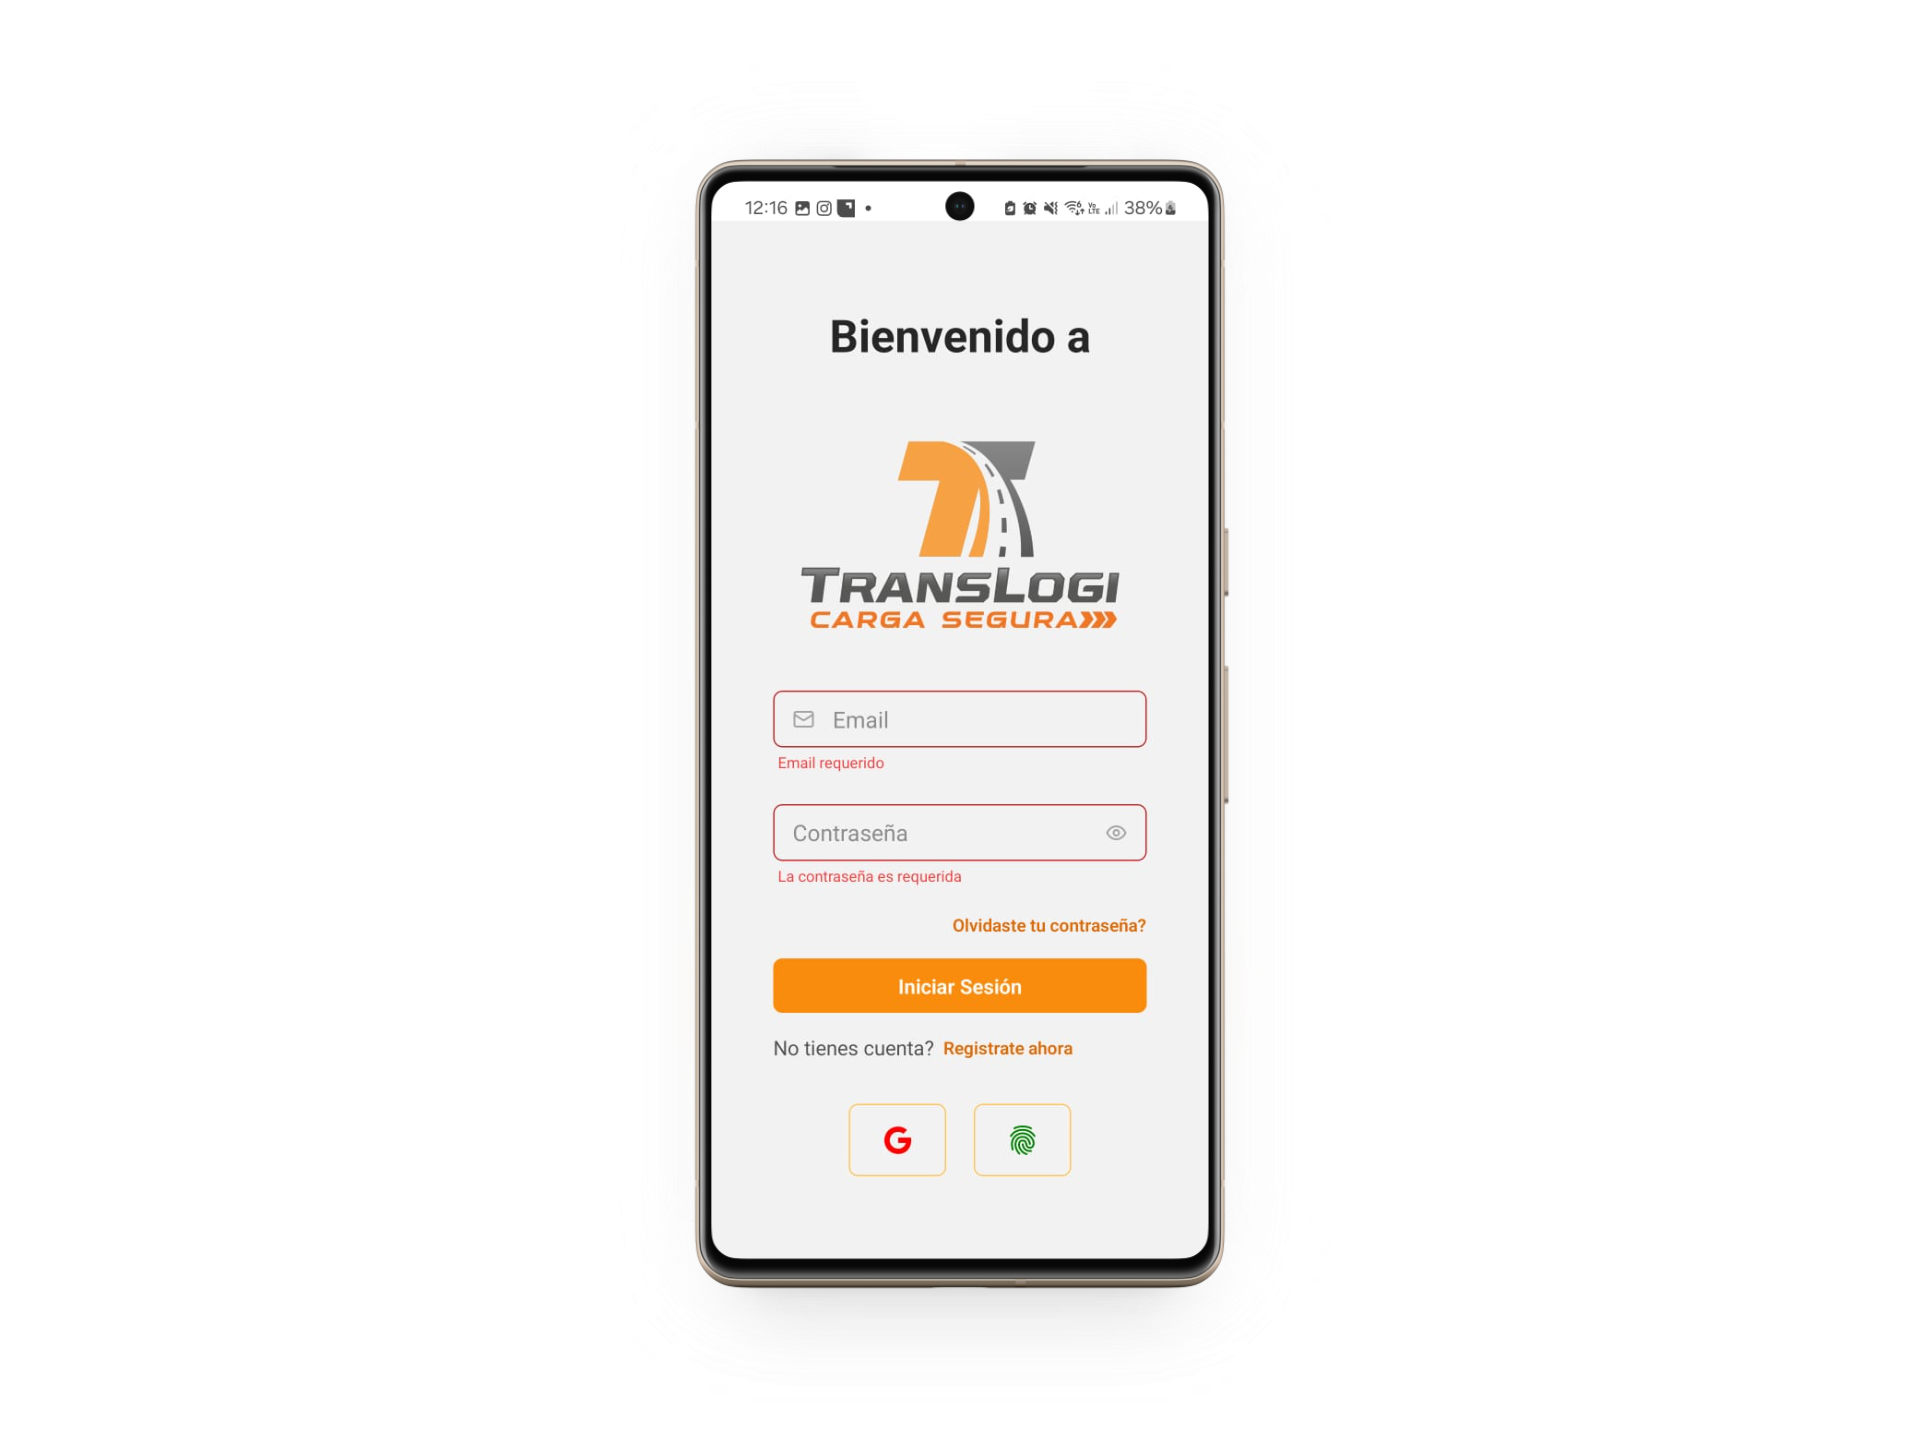 12:16 38%
Bienvenido a
TRANSLOGI
CARGA SEGURA
Email
Email requerido
Contraseña
La contraseña es requerida
Olvidaste tu contraseña?
Iniciar Sesión
No tienes cuenta? Registrate ahora